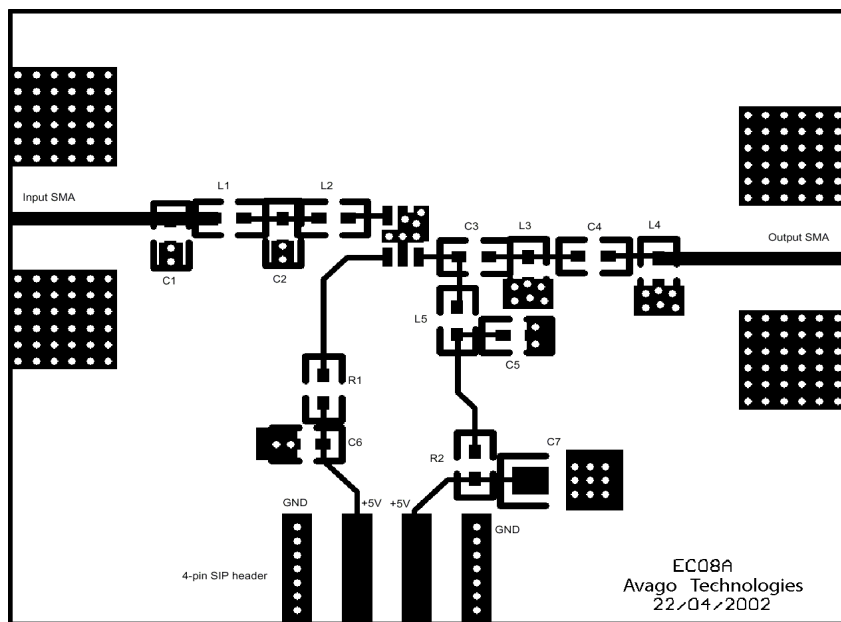 Input SMA
L1
L2
C1
C2
C3
L3
C4
L4
Output SMA
L5
C5
R1
C6
R2
C7
GND
+5V
+5V
GND
4-pin SIP header
EC08A
Avago Technologies
22/04/2002